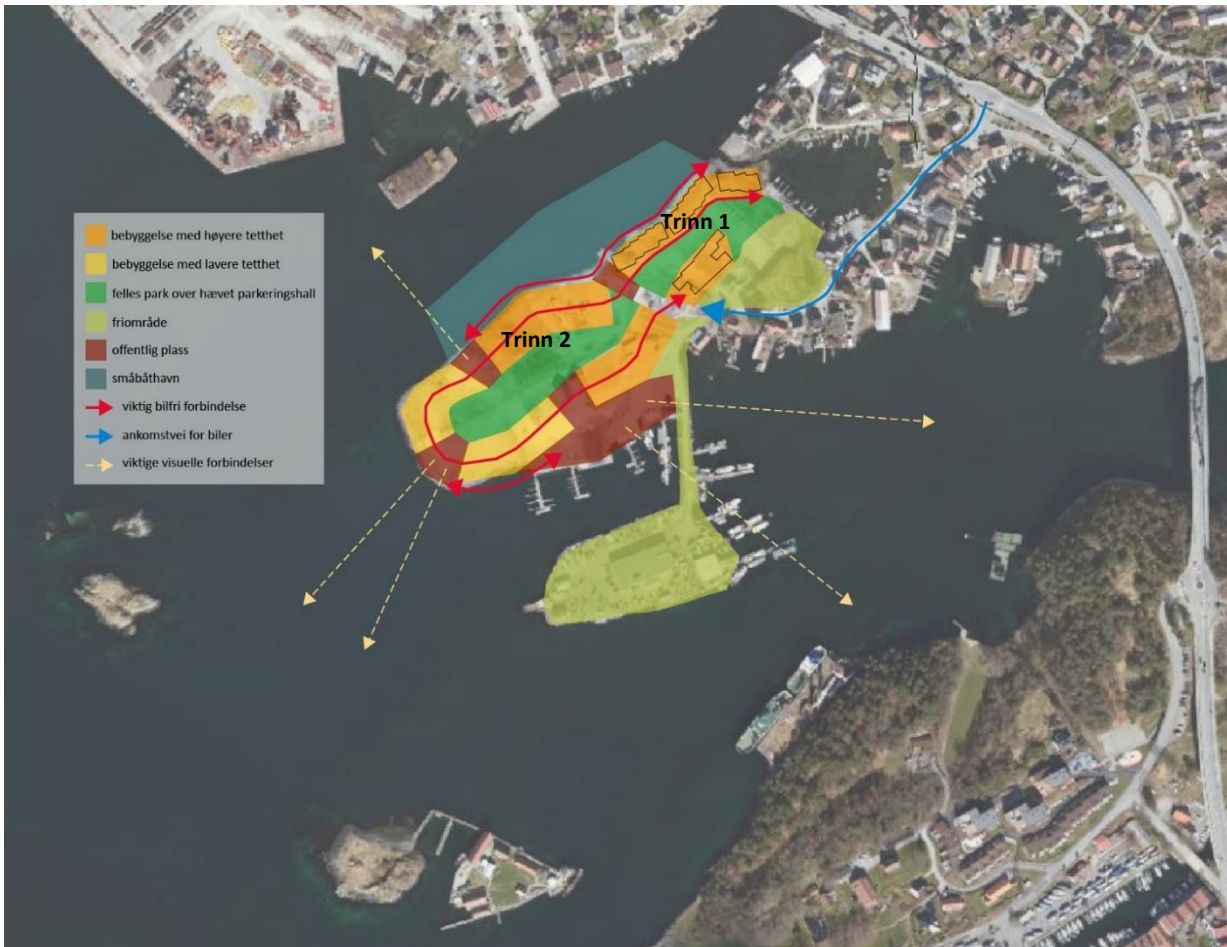 Trinn 1
Trinn 2
bebyggelse med høyere tetthet
bebyggelse med lavere tetthet
felles park over hævet parkeringshall
friområde
offentlig plass
småbåthavn
viktig bilfri forbindelse
ankomstvei for biler
viktige visuelle forbindelser